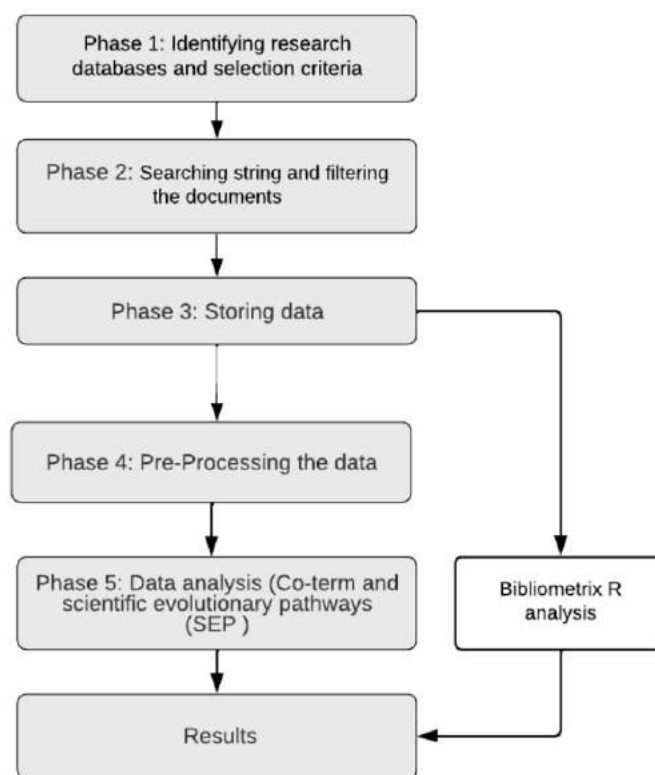 Phase 1: Identifying research
databases and selection criteria
Phase 2: Searching string and filtering
the documents
Phase 3: Storing data
Phase 4: Pre-Processing the data
Phase 5: Data analysis (Co-term and
scientific evolutionary pathways
(SEP )
Bibliometrix R
analysis
Results